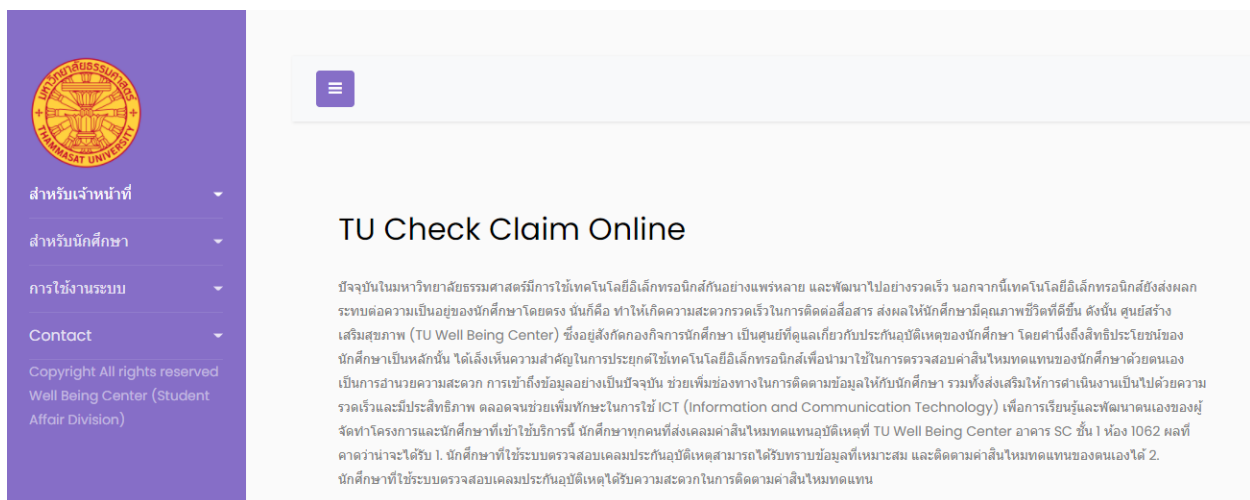 มหาวิทยาลัยธรรมศาสตร์
THAMMASAT UNIVERSITY
สำหรับเจ้าหน้าที่
สำหรับนักศึกษา
การใช้งานระบบ
Contact
Copyright All rights reserved
Well Being Center (Student
Affair Division)
TU Check Claim Online
ปัจจุบันในมหาวิทยาลัยธรรมศาสตร์มีการใช้เทคโนโลยีอิเล็กทรอนิกส์กันอย่างแพร่หลาย และพัฒนาไปอย่างรวดเร็ว นอกจากนี้เทคโนโลยีอิเล็กทรอนิกส์ยังส่งผลก
ระทบต่อความเป็นอยู่ของนักศึกษาโดยตรง นั่นก็คือ ทำให้เกิดความสะดวกรวดเร็วในการติดต่อสื่อสาร ส่งผลให้นักศึกษามีคุณภาพชีวิตที่ดีขึ้น ดังนั้น ศูนย์สร้าง
เสริมสุขภาพ (TU Well Being Center) ซึ่งอยู่สังกัดกองกิจการนักศึกษา เป็นศูนย์ที่ดูแลเกี่ยวกับประกันอุบัติเหตุของนักศึกษา โดยคำนึงถึงสิทธิประโยชน์ของ
นักศึกษาเป็นหลักนั้น ได้เล็งเห็นความสำคัญในการประยุกต์ใช้เทคโนโลยีอิเล็กทรอนิกส์เพื่อนำมาใช้ในการตรวจสอบค่าสินไหมทดแทนของนักศึกษาด้วยตนเอง
เป็นการอำนวยความสะดวก การเข้าถึงข้อมูลอย่างเป็นปัจจุบัน ช่วยเพิ่มช่องทางในการติดตามข้อมูลให้กับนักศึกษา รวมทั้งส่งเสริมให้การดำเนินงานเป็นไปด้วยความ
รวดเร็วและมีประสิทธิภาพ ตลอดจนช่วยเพิ่มทักษะในการใช้ ICT (Information and Communication Technology) เพื่อการเรียนรู้และพัฒนาตนเองของผู้
จัดทำโครงการและนักศึกษาที่เข้าใช้บริการนี้ นักศึกษาทุกคนที่ส่งเคลมค่าสินไหมทดแทนอุบัติเหตุที่ TU Well Being Center อาคาร SC ชั้น 1 ห้อง 1062 ผลที่
คาดว่าน่าจะได้รับ 1. นักศึกษาที่ใช้ระบบตรวจสอบเคลมประกันอุบัติเหตุสามารถได้รับทราบข้อมูลที่เหมาะสม และติดตามค่าสินไหมทดแทนของตนเองได้ 2.
นักศึกษาที่ใช้ระบบตรวจสอบเคลมประกันอุบัติเหตุได้รับความสะดวกในการติดตามค่าสินไหมทดแทน